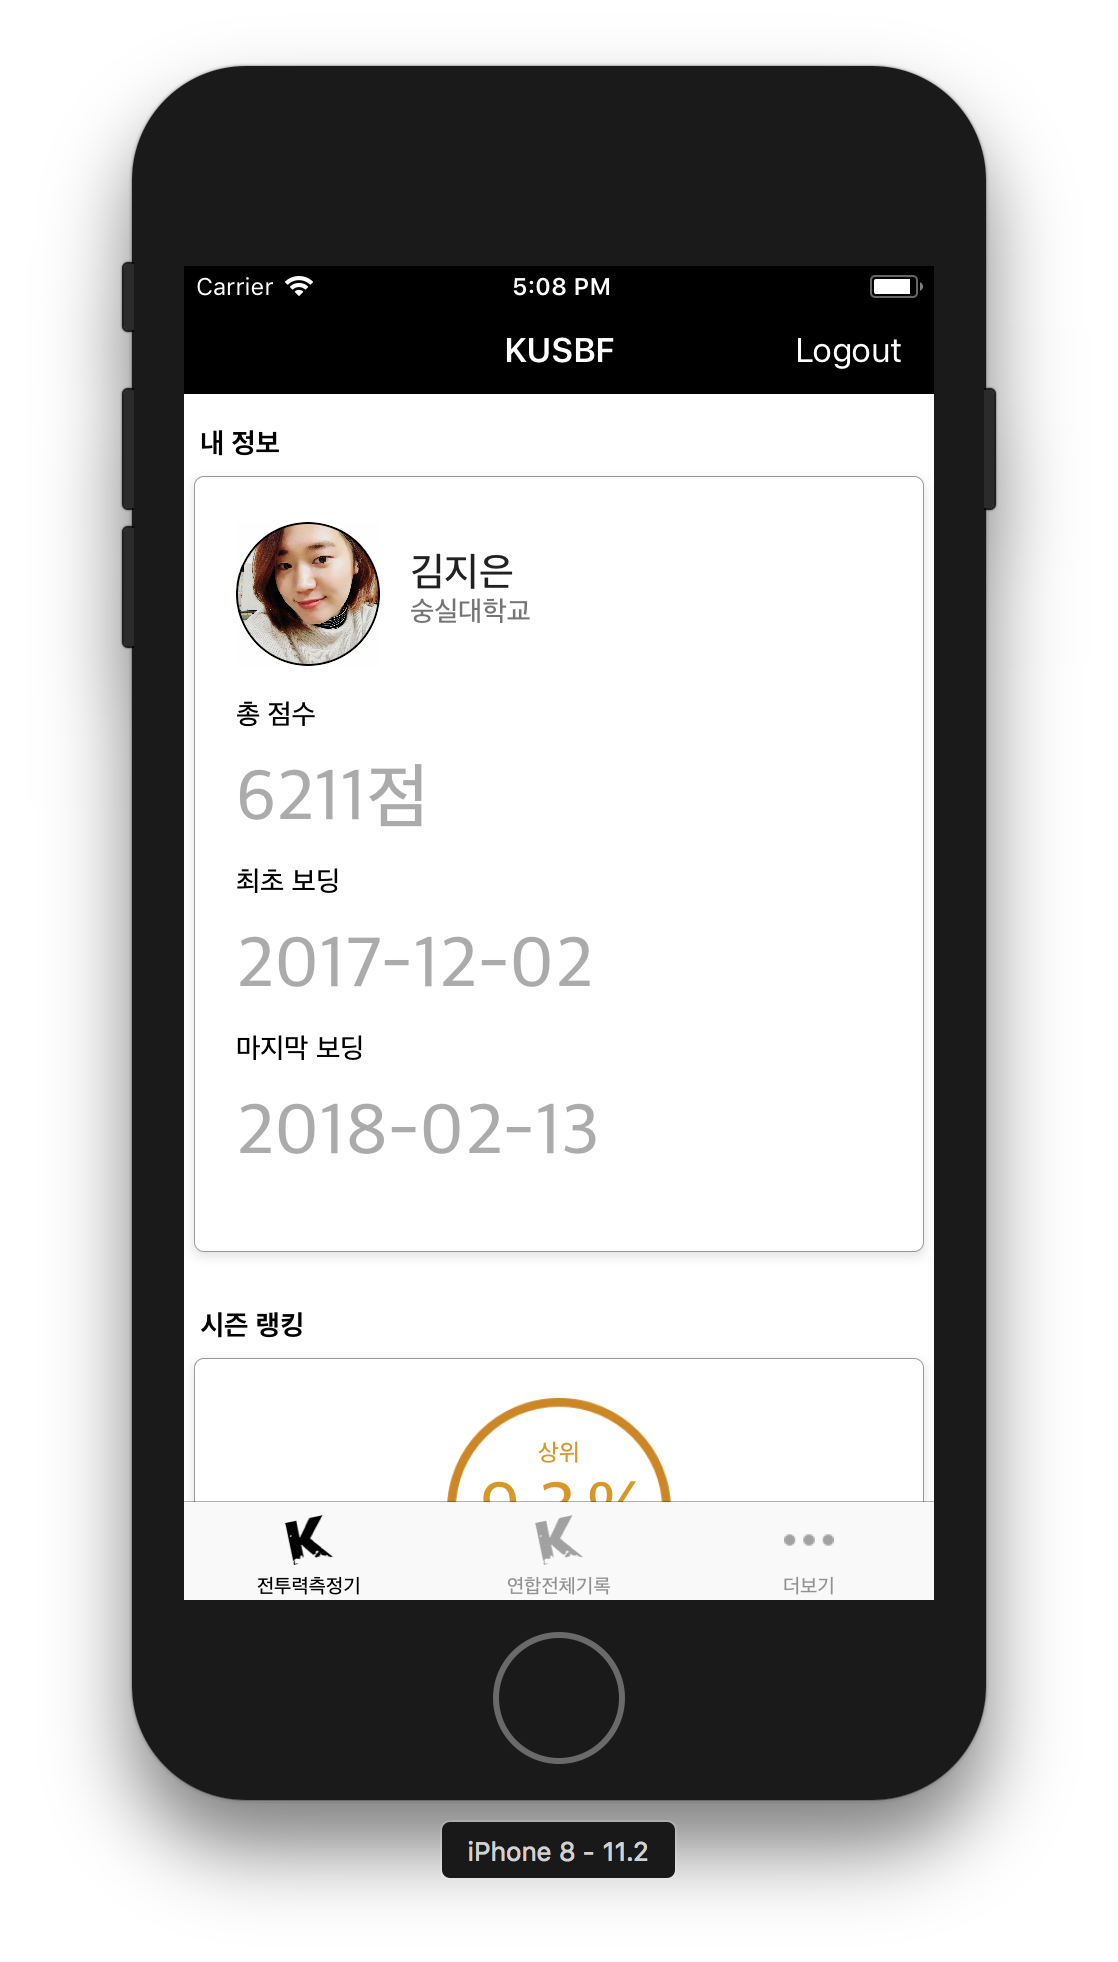 Carrier 5:08 PM
KUSBF Logout
내 정보
김지은
숭실대학교
총 점수
6211점
최초 보딩
2017-12-02
마지막 보딩
2018-02-13
시즌 랭킹
상위
전투력측정기 연합전체기록 더보기
iPhone 8 - 11.2